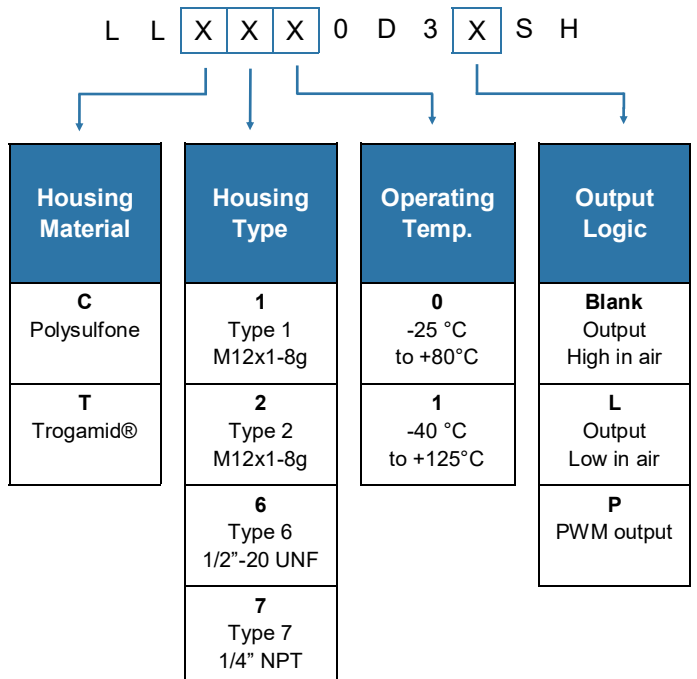 L L X X X 0 D 3 X S H
Housing
Material
C
Polysulfone
T
Trogamid®
Housing
Type
1
Type 1
M12x1-8g
2
Type 2
M12x1-8g
6
Type 6
1/2”-20 UNF
7
Type 7
1/4” NPT
Operating
Temp.
0
-25 °C
to +80°C
1
-40 °C
to +125°C
Output
Logic
Blank
Output
High in air
L
Output
Low in air
P
PWM output